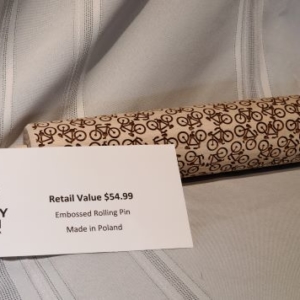 Retail Value $54.99
Embossed Rolling Pin
Made in Poland